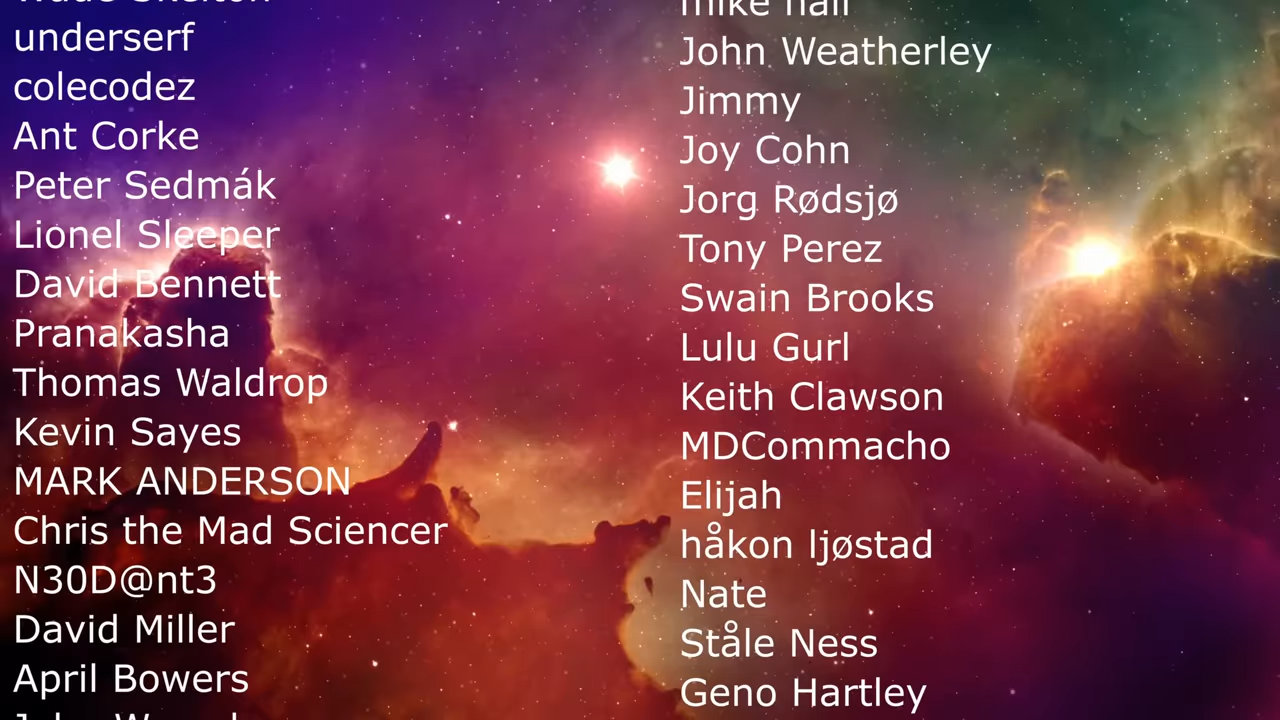 underserf
colecodez
Ant Corke
Peter Sedmák
Lionel Sleeper
David Bennett
Pranakasha
Thomas Waldrop
Kevin Sayes
MARK ANDERSON
Chris the Mad Sciencer
N30D@nt3
David Miller
April Bowers
mike hall
John Weatherley
Jimmy
Joy Cohn
Jorg Rødsjø
Tony Perez
Swain Brooks
Lulu Gurl
Keith Clawson
MDCommacho
Elijah
håkon ljøstad
Nate
Ståle Ness
Geno Hartley